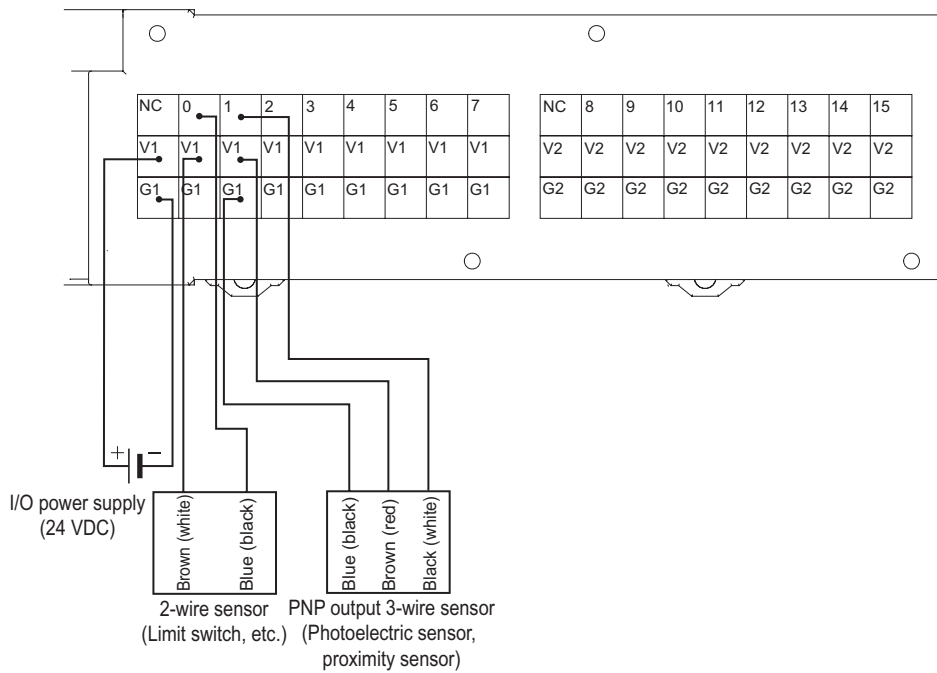 NC 0 1 2 3 4 5 6 7 NC 8 9 10 11 12 13 14 15
V1 V1 V1 V1 V1 V1 V1 V1 V1 V2 V2 V2 V2 V2 V2 V2 V2 V2
G1 G1 G1 G1 G1 G1 G1 G1 G1 G2 G2 G2 G2 G2 G2 G2 G2 G2
+ −
I/O power supply
(24 VDC)
Brown (white)
Blue (black)
2-wire sensor
(Limit switch, etc.)
Blue (black)
Brown (red)
Black (white)
PNP output 3-wire sensor
(Photoelectric sensor,
proximity sensor)